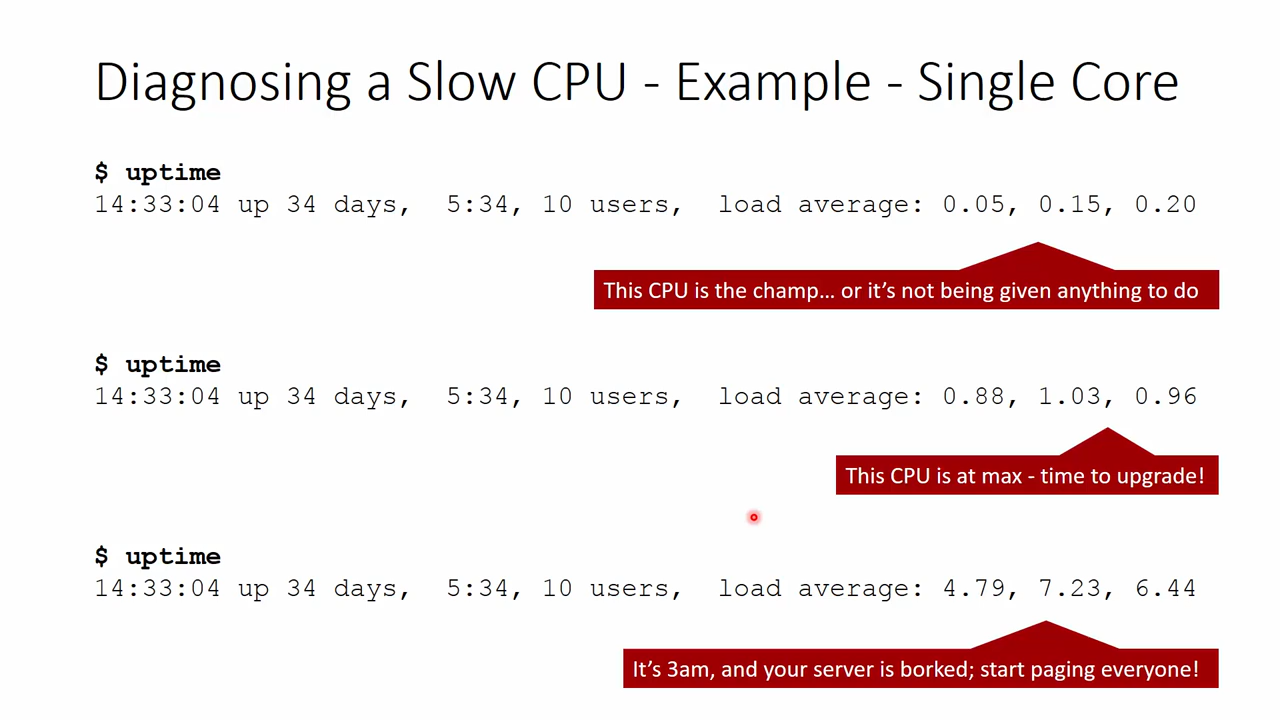 Diagnosing a Slow CPU - Example - Single Core
$ uptime
14:33:04 up 34 days,  5:34, 10 users,  load average: 0.05, 0.15, 0.20
This CPU is the champ… or it’s not being given anything to do
$ uptime
14:33:04 up 34 days,  5:34, 10 users,  load average: 0.88, 1.03, 0.96
This CPU is at max - time to upgrade!
$ uptime
14:33:04 up 34 days,  5:34, 10 users,  load average: 4.79, 7.23, 6.44
It’s 3am, and your server is borked; start paging everyone!